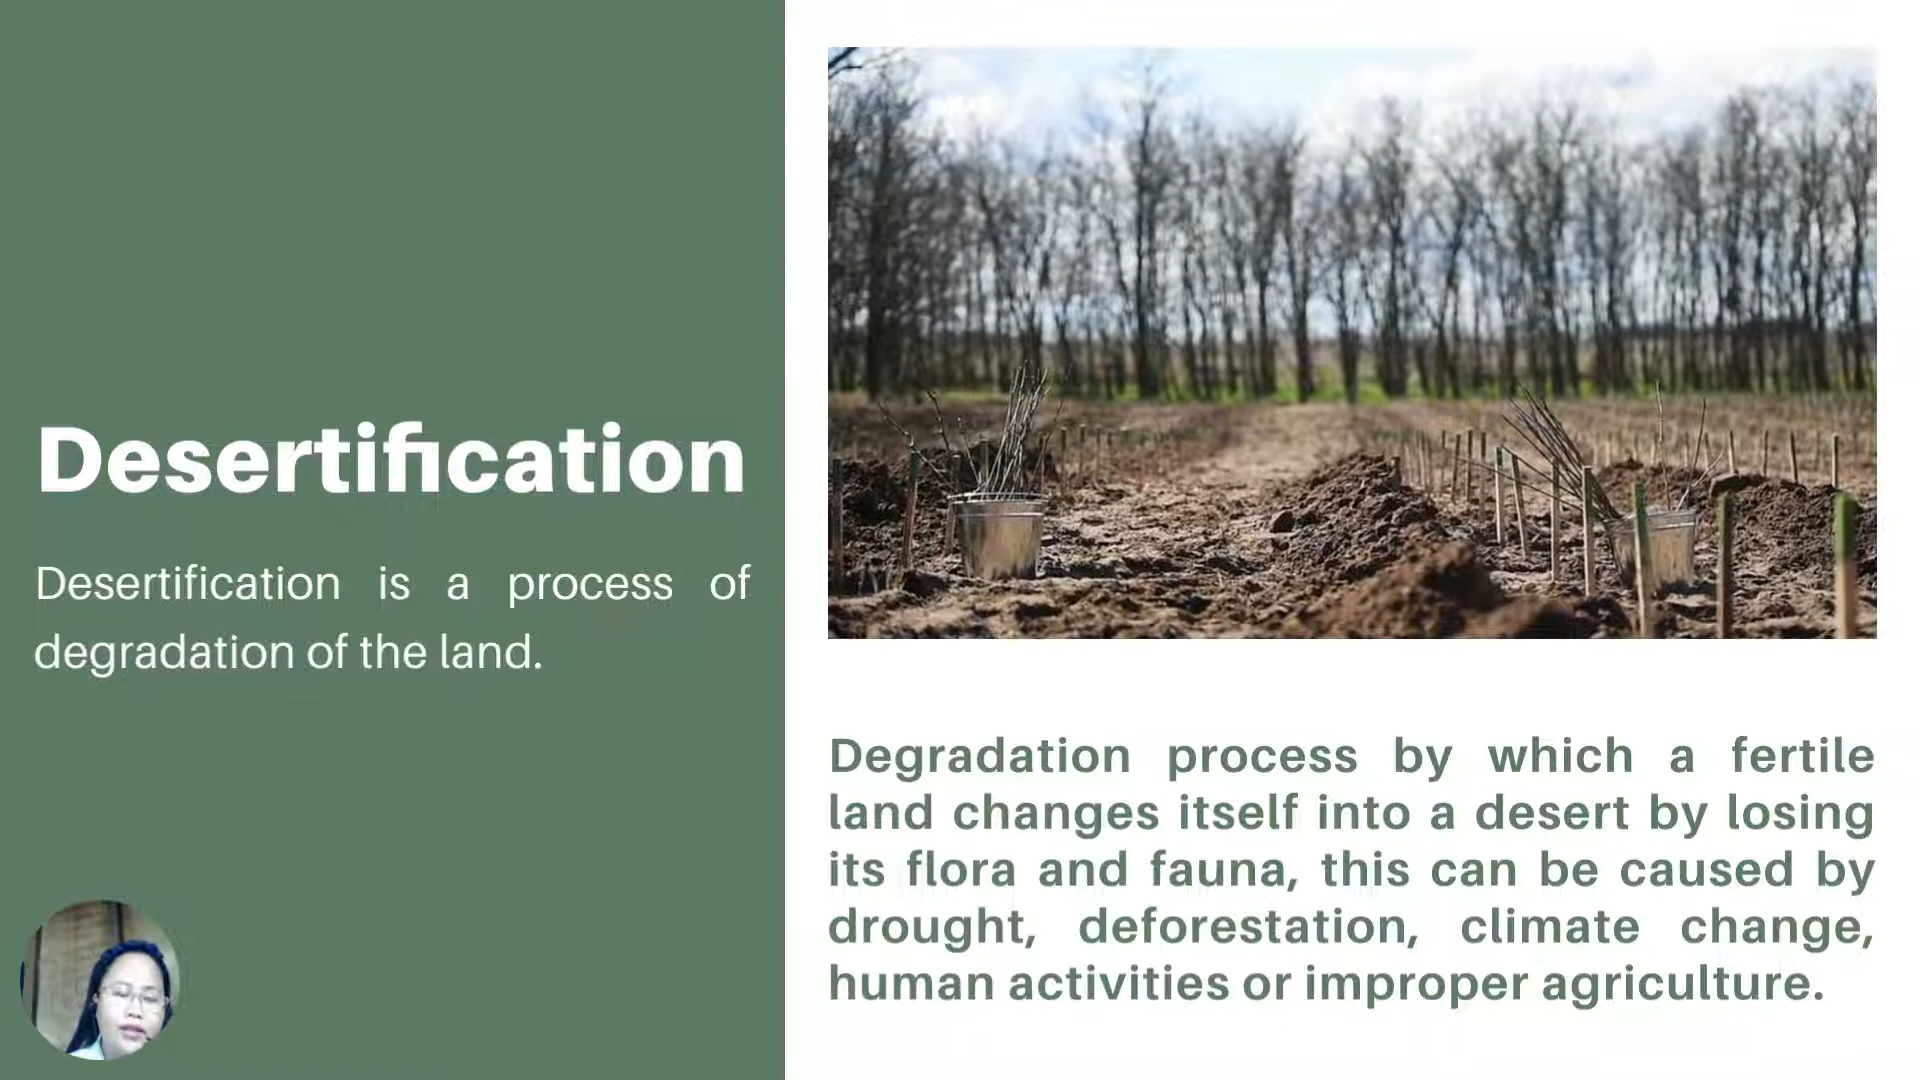 Desertification
Desertification is a process of
degradation of the land.
Degradation process by which a fertile
land changes itself into a desert by losing
its flora and fauna, this can be caused by
drought, deforestation, climate change,
human activities or improper agriculture.